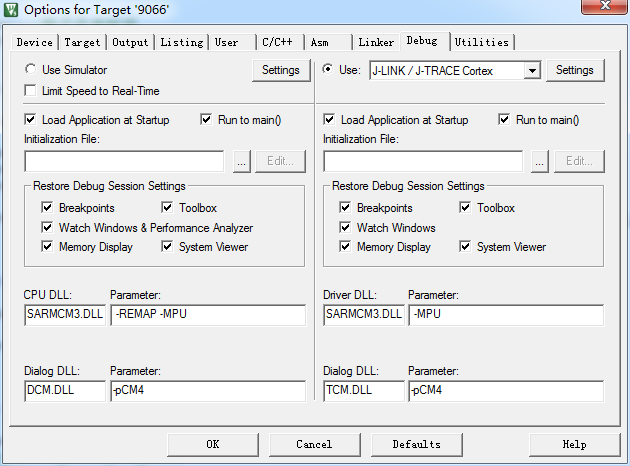 Options for Target '9066'
Device Target Output Listing User C/C++ Asm Linker Debug Utilities
Use Simulator Settings
Limit Speed to Real-Time
Use: J-LINK / J-TRACE Cortex Settings
Load Application at Startup Run to main()
Initialization File:
... Edit...
Restore Debug Session Settings
Breakpoints Toolbox
Watch Windows & Performance Analyzer
Memory Display System Viewer
CPU DLL: Parameter:
SARMCM3.DLL -REMAP -MPU
Dialog DLL: Parameter:
DCM.DLL -pCM4
Load Application at Startup Run to main()
Initialization File:
... Edit...
Restore Debug Session Settings
Breakpoints Toolbox
Watch Windows
Memory Display System Viewer
Driver DLL: Parameter:
SARMCM3.DLL -MPU
Dialog DLL: Parameter:
TCM.DLL -pCM4
OK Cancel Defaults Help